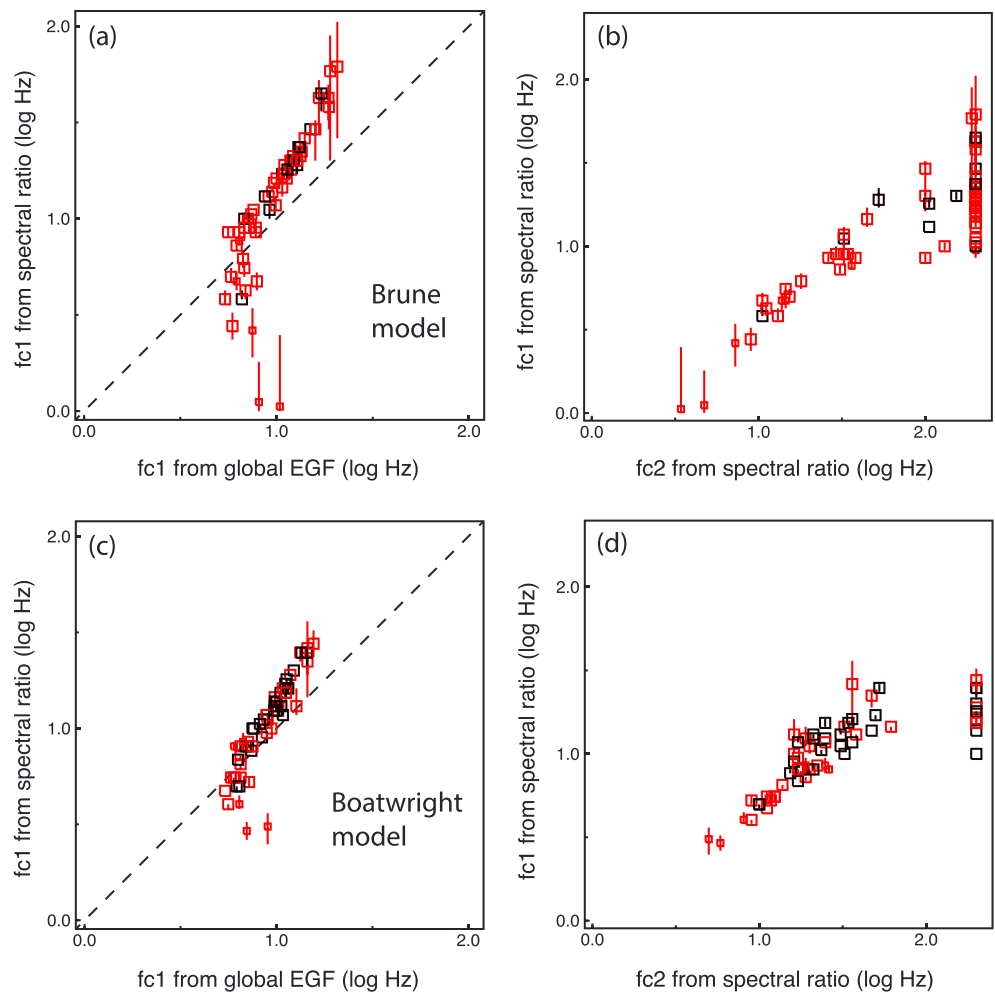 (a)
2.0
1.0
0.0
0.0
1.0
2.0
fc1 from spectral ratio (log Hz)
fc1 from global EGF (log Hz)
Brune
model
(b)
2.0
1.0
0.0
0.0
1.0
2.0
fc1 from spectral ratio (log Hz)
fc2 from spectral ratio (log Hz)
(c)
2.0
1.0
0.0
0.0
1.0
2.0
fc1 from spectral ratio (log Hz)
fc1 from global EGF (log Hz)
Boatwright
model
(d)
2.0
1.0
0.0
0.0
1.0
2.0
fc1 from spectral ratio (log Hz)
fc2 from spectral ratio (log Hz)